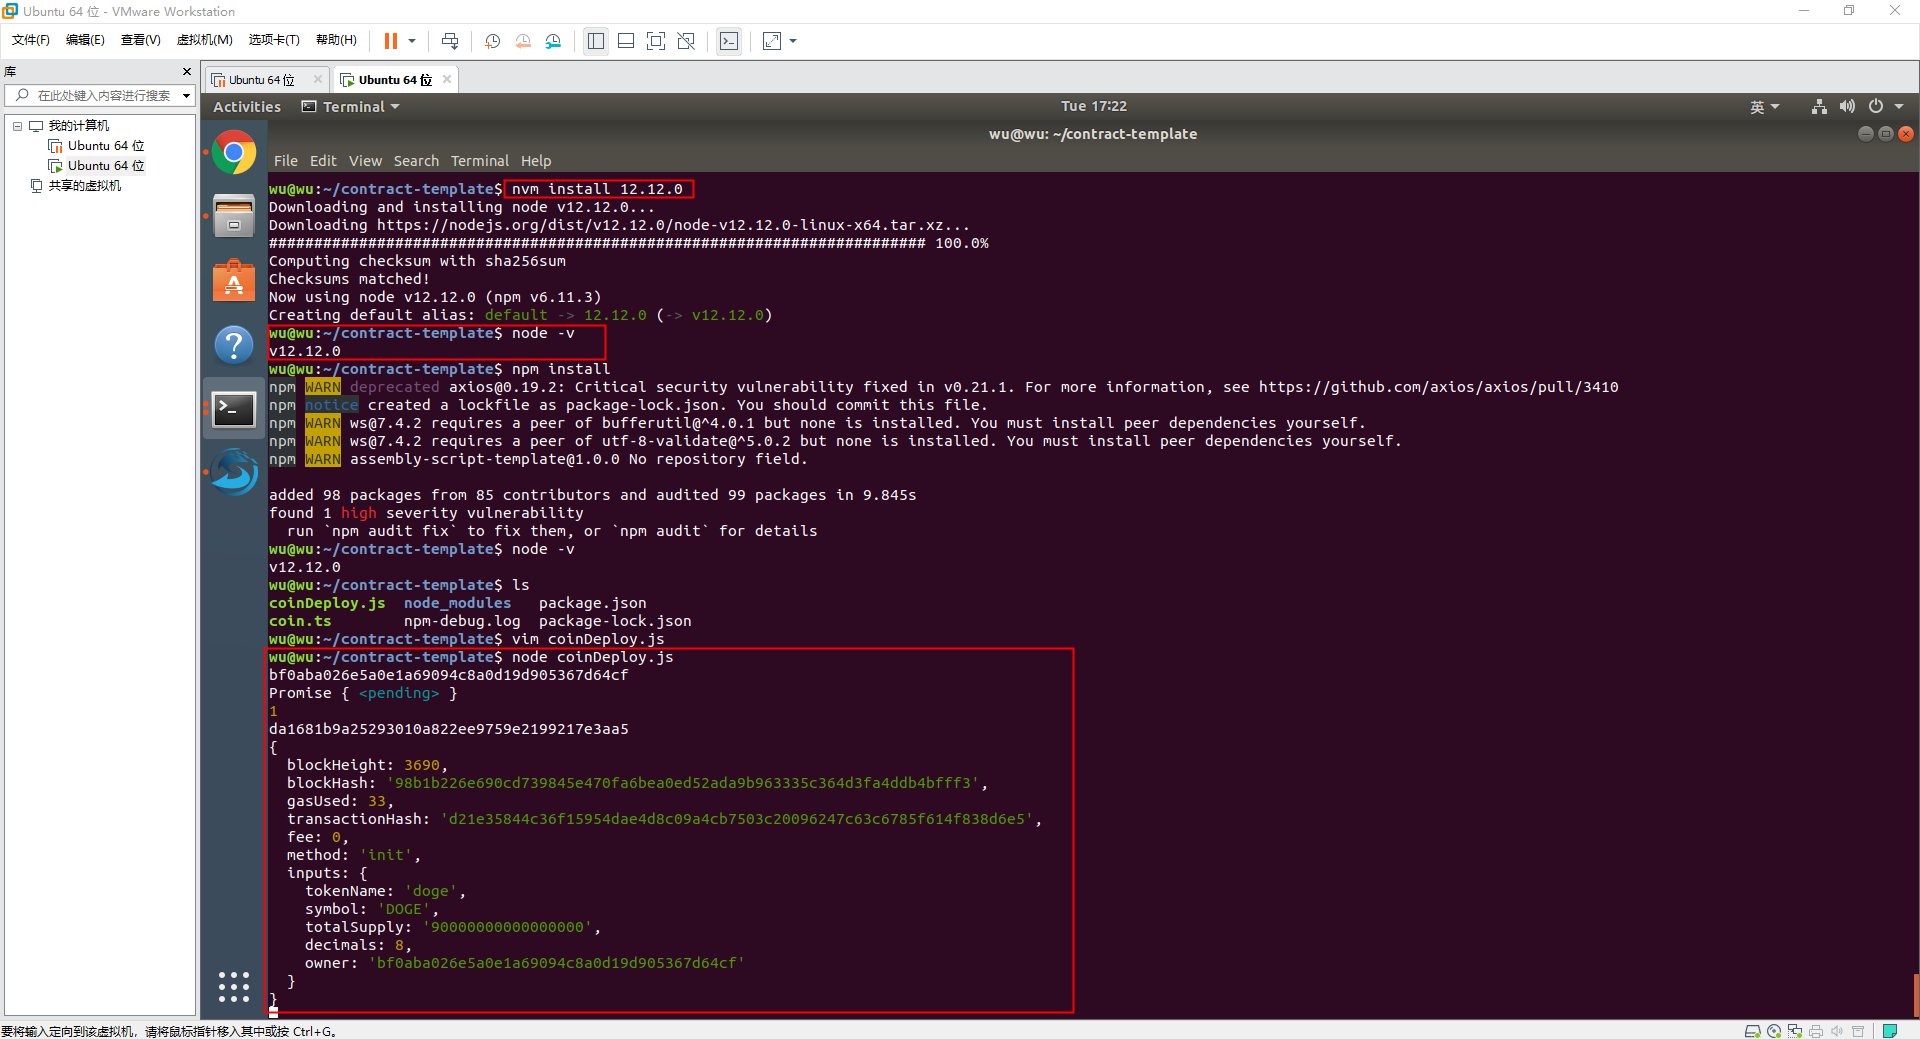 Ubuntu 64 位 - VMware Workstation
文件(F) 编辑(E) 查看(V) 虚拟机(M) 选项卡(T) 帮助(H)
库
在此处键入内容进行搜索
我的计算机
Ubuntu 64 位
Ubuntu 64 位
共享的虚拟机
Ubuntu 64 位
Ubuntu 64 位
Activities Terminal Tue 17:22 英
wu@wu: ~/contract-template
File Edit View Search Terminal Help
wu@wu:~/contract-template$ nvm install 12.12.0
Downloading and installing node v12.12.0...
Downloading https://nodejs.org/dist/v12.12.0/node-v12.12.0-linux-x64.tar.xz...
######################################################################### 100.0%
Computing checksum with sha256sum
Checksums matched!
Now using node v12.12.0 (npm v6.11.3)
Creating default alias: default -> 12.12.0 (-> v12.12.0)
wu@wu:~/contract-template$ node -v
v12.12.0
wu@wu:~/contract-template$ npm install
npm WARN deprecated axios@0.19.2: Critical security vulnerability fixed in v0.21.1. For more information, see https://github.com/axios/axios/pull/3410
npm notice created a lockfile as package-lock.json. You should commit this file.
npm WARN ws@7.4.2 requires a peer of bufferutil@^4.0.1 but none is installed. You must install peer dependencies yourself.
npm WARN ws@7.4.2 requires a peer of utf-8-validate@^5.0.2 but none is installed. You must install peer dependencies yourself.
npm WARN assembly-script-template@1.0.0 No repository field.
added 98 packages from 85 contributors and audited 99 packages in 9.845s
found 1 high severity vulnerability
run `npm audit fix` to fix them, or `npm audit` for details
wu@wu:~/contract-template$ node -v
v12.12.0
wu@wu:~/contract-template$ ls
coinDeploy.js node_modules package.json
coin.ts npm-debug.log package-lock.json
wu@wu:~/contract-template$ vim coinDeploy.js
wu@wu:~/contract-template$ node coinDeploy.js
bf0aba026e5a0e1a69094c8a0d19d905367d64cf
Promise { <pending> }
1
da1681b9a25293010a822ee9759e2199217e3aa5
{
blockHeight: 3690,
blockHash: '98b1b226e690cd739845e470fa6bea0ed52ada9b963335c364d3fa4ddb4bfff3',
gasUsed: 33,
transactionHash: 'd21e35844c36f15954dae4d8c09a4cb7503c20096247c63c6785f614f838d6e5',
fee: 0,
method: 'init',
inputs: {
tokenName: 'doge',
symbol: 'DOGE',
totalSupply: '90000000000000000',
decimals: 8,
owner: 'bf0aba026e5a0e1a69094c8a0d19d905367d64cf'
}
}
要将输入定向到该虚拟机，请将鼠标指针移入其中或按 Ctrl+G。